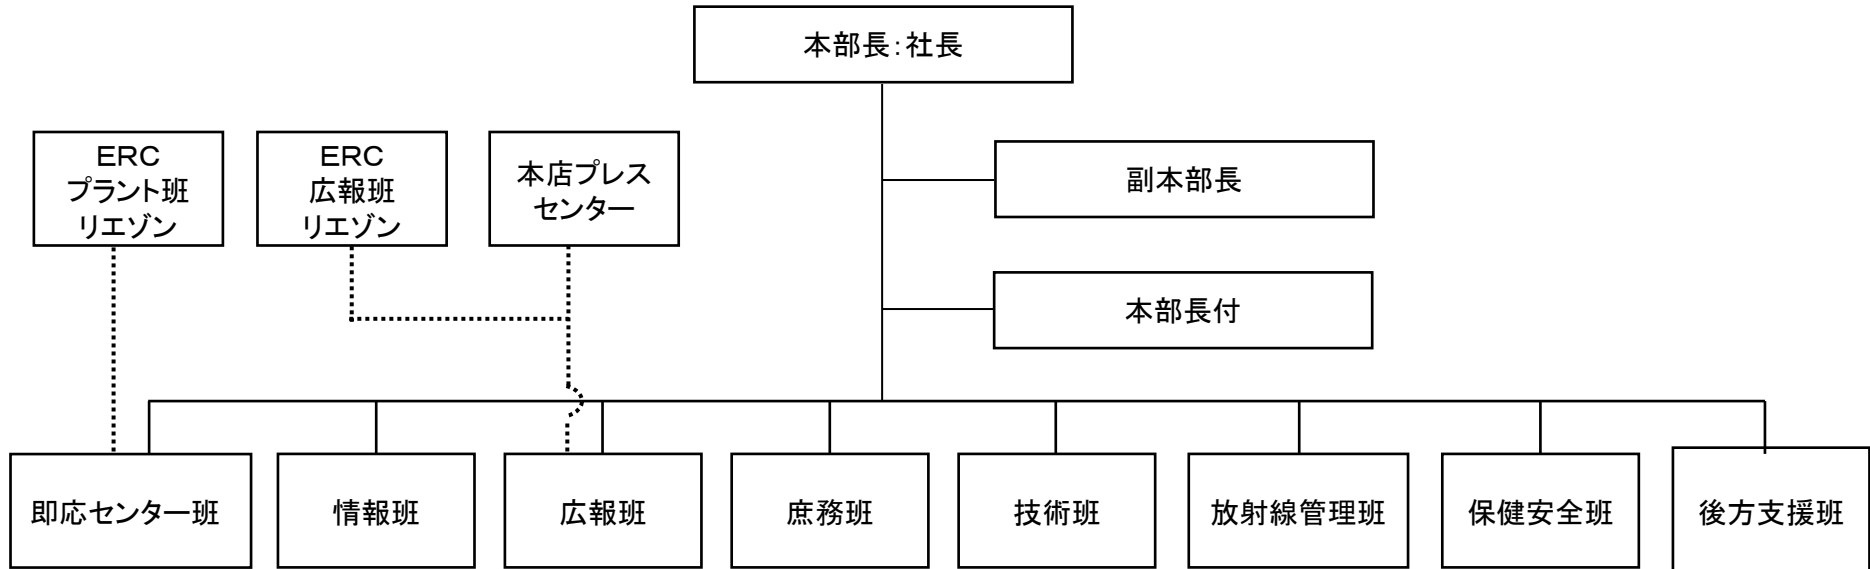 本部長：社長
ERC
プラント班
リエゾン
ERC
広報班
リエゾン
本店プレス
センター
副本部長
本部長付
即応センター班
情報班
広報班
庶務班
技術班
放射線管理班
保健安全班
後方支援班